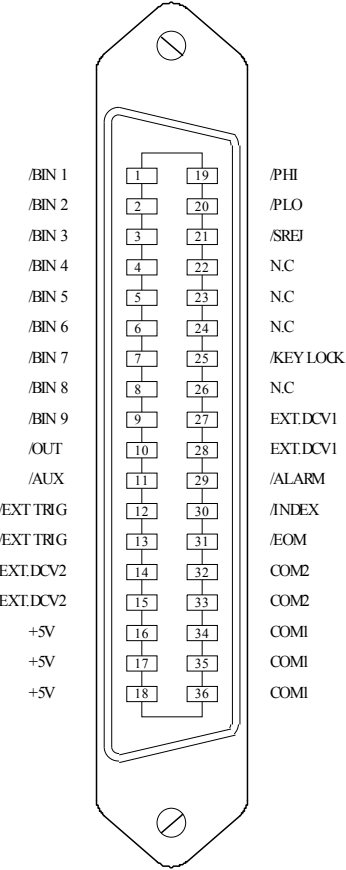 /BIN 1 1 19 /PHI
/BIN 2 2 20 /PLO
/BIN 3 3 21 /SREJ
/BIN 4 4 22 N.C
/BIN 5 5 23 N.C
/BIN 6 6 24 N.C
/BIN 7 7 25 /KEY LOCK
/BIN 8 8 26 N.C
/BIN 9 9 27 EXT.DCV1
/OUT 10 28 EXT.DCV1
/AUX 11 29 /ALARM
/EXT TRIG 12 30 /INDEX
/EXT TRIG 13 31 /EOM
EXT.DCV2 14 32 COM2
EXT.DCV2 15 33 COM2
+5V 16 34 COM1
+5V 17 35 COM1
+5V 18 36 COM1